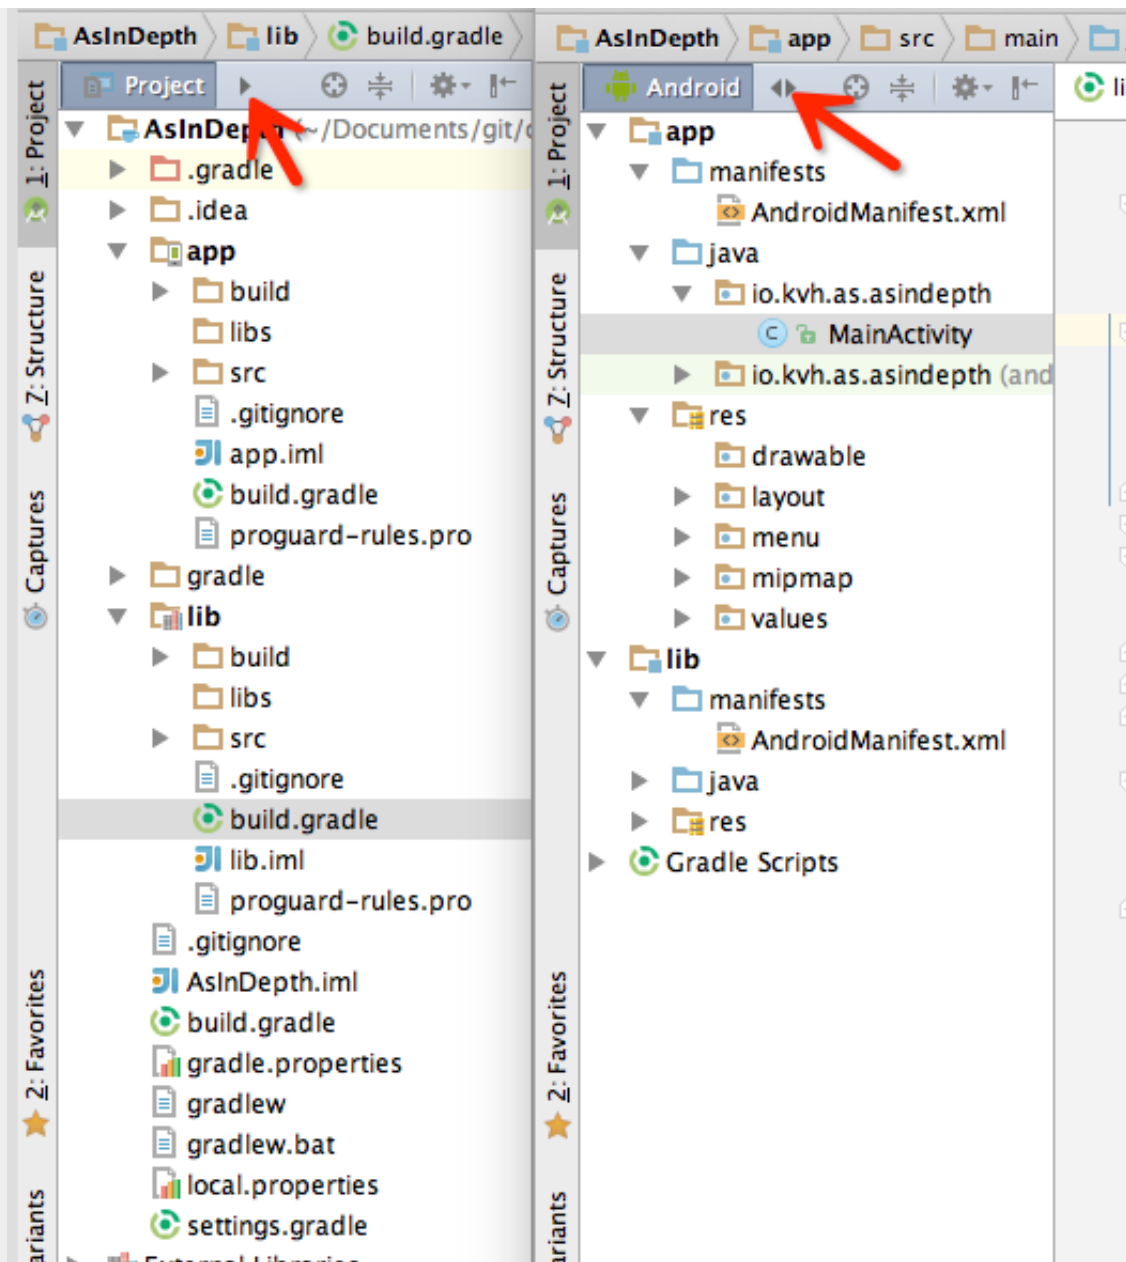 AsInDepth lib build.gradle
Project
AsInDepth (~/Documents/git/
.gradle
.idea
app
build
libs
src
.gitignore
app.iml
build.gradle
proguard-rules.pro
gradle
lib
build
libs
src
.gitignore
build.gradle
lib.iml
proguard-rules.pro
.gitignore
AsInDepth.iml
build.gradle
gradle.properties
gradlew
gradlew.bat
local.properties
settings.gradle
External Libraries
1: Project
Z: Structure
Captures
2: Favorites
ariants
AsInDepth app src main
Android
li
app
manifests
AndroidManifest.xml
java
io.kvh.as.asindepth
MainActivity
io.kvh.as.asindepth (and
res
drawable
layout
menu
mipmap
values
lib
manifests
AndroidManifest.xml
java
res
Gradle Scripts
1: Project
Z: Structure
Captures
2: Favorites
ariants